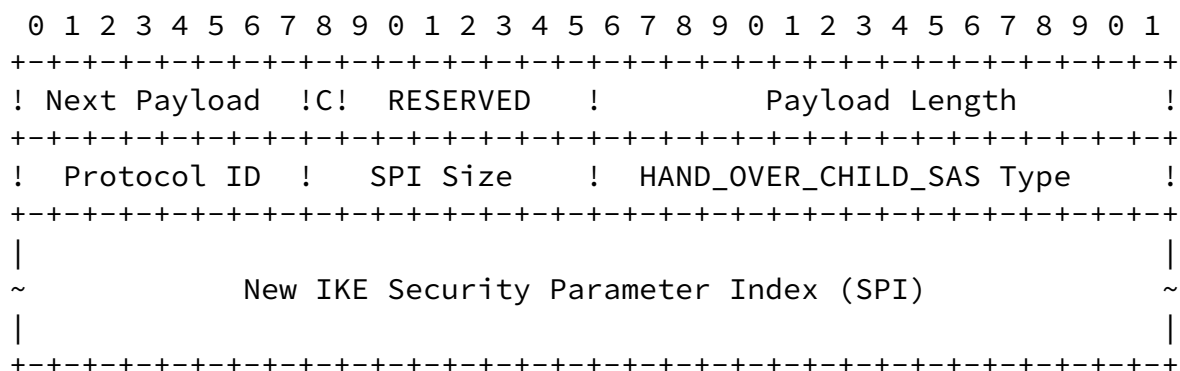 0 1 2 3 4 5 6 7 8 9 0 1 2 3 4 5 6 7 8 9 0 1 2 3 4 5 6 7 8 9 0 1
+-+-+-+-+-+-+-+-+-+-+-+-+-+-+-+-+-+-+-+-+-+-+-+-+-+-+-+-+-+-+-+-+
! Next Payload  !C!  RESERVED   !         Payload Length        !
+-+-+-+-+-+-+-+-+-+-+-+-+-+-+-+-+-+-+-+-+-+-+-+-+-+-+-+-+-+-+-+-+
!  Protocol ID  !   SPI Size    !  HAND_OVER_CHILD_SAS Type     !
+-+-+-+-+-+-+-+-+-+-+-+-+-+-+-+-+-+-+-+-+-+-+-+-+-+-+-+-+-+-+-+-+
|                                                               |
~            New IKE Security Parameter Index (SPI)             ~
|                                                               |
+-+-+-+-+-+-+-+-+-+-+-+-+-+-+-+-+-+-+-+-+-+-+-+-+-+-+-+-+-+-+-+-+